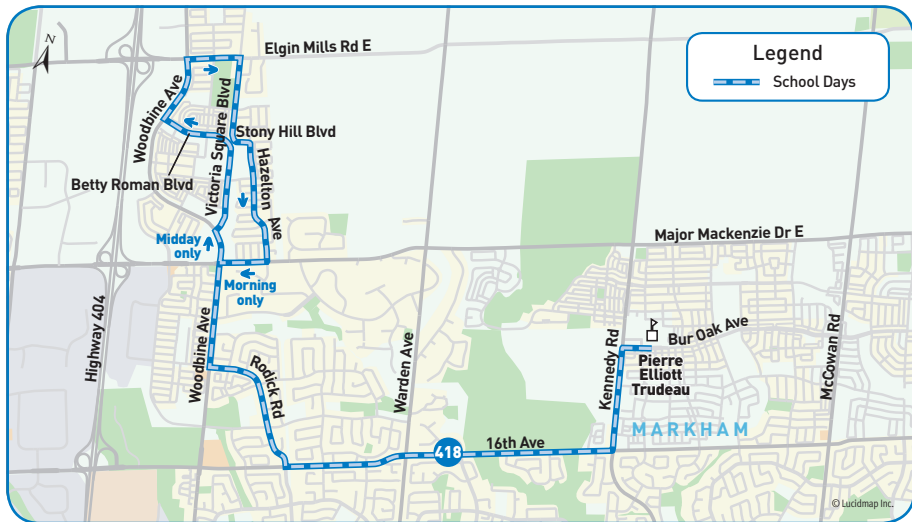 N
Elgin Mills Rd E
Legend
School Days
Woodbine Ave
Victoria Square Blvd
Stony Hill Blvd
Betty Roman Blvd
Hazelton Ave
Midday
only
Major Mackenzie Dr E
Morning
only
Highway 404
Woodbine Ave
Rodick Rd
Warden Ave
Kennedy Rd
Bur Oak Ave
McCowan Rd
Pierre
Elliott
Trudeau
MARKHAM
418
16th Ave
© Lucidmap Inc.